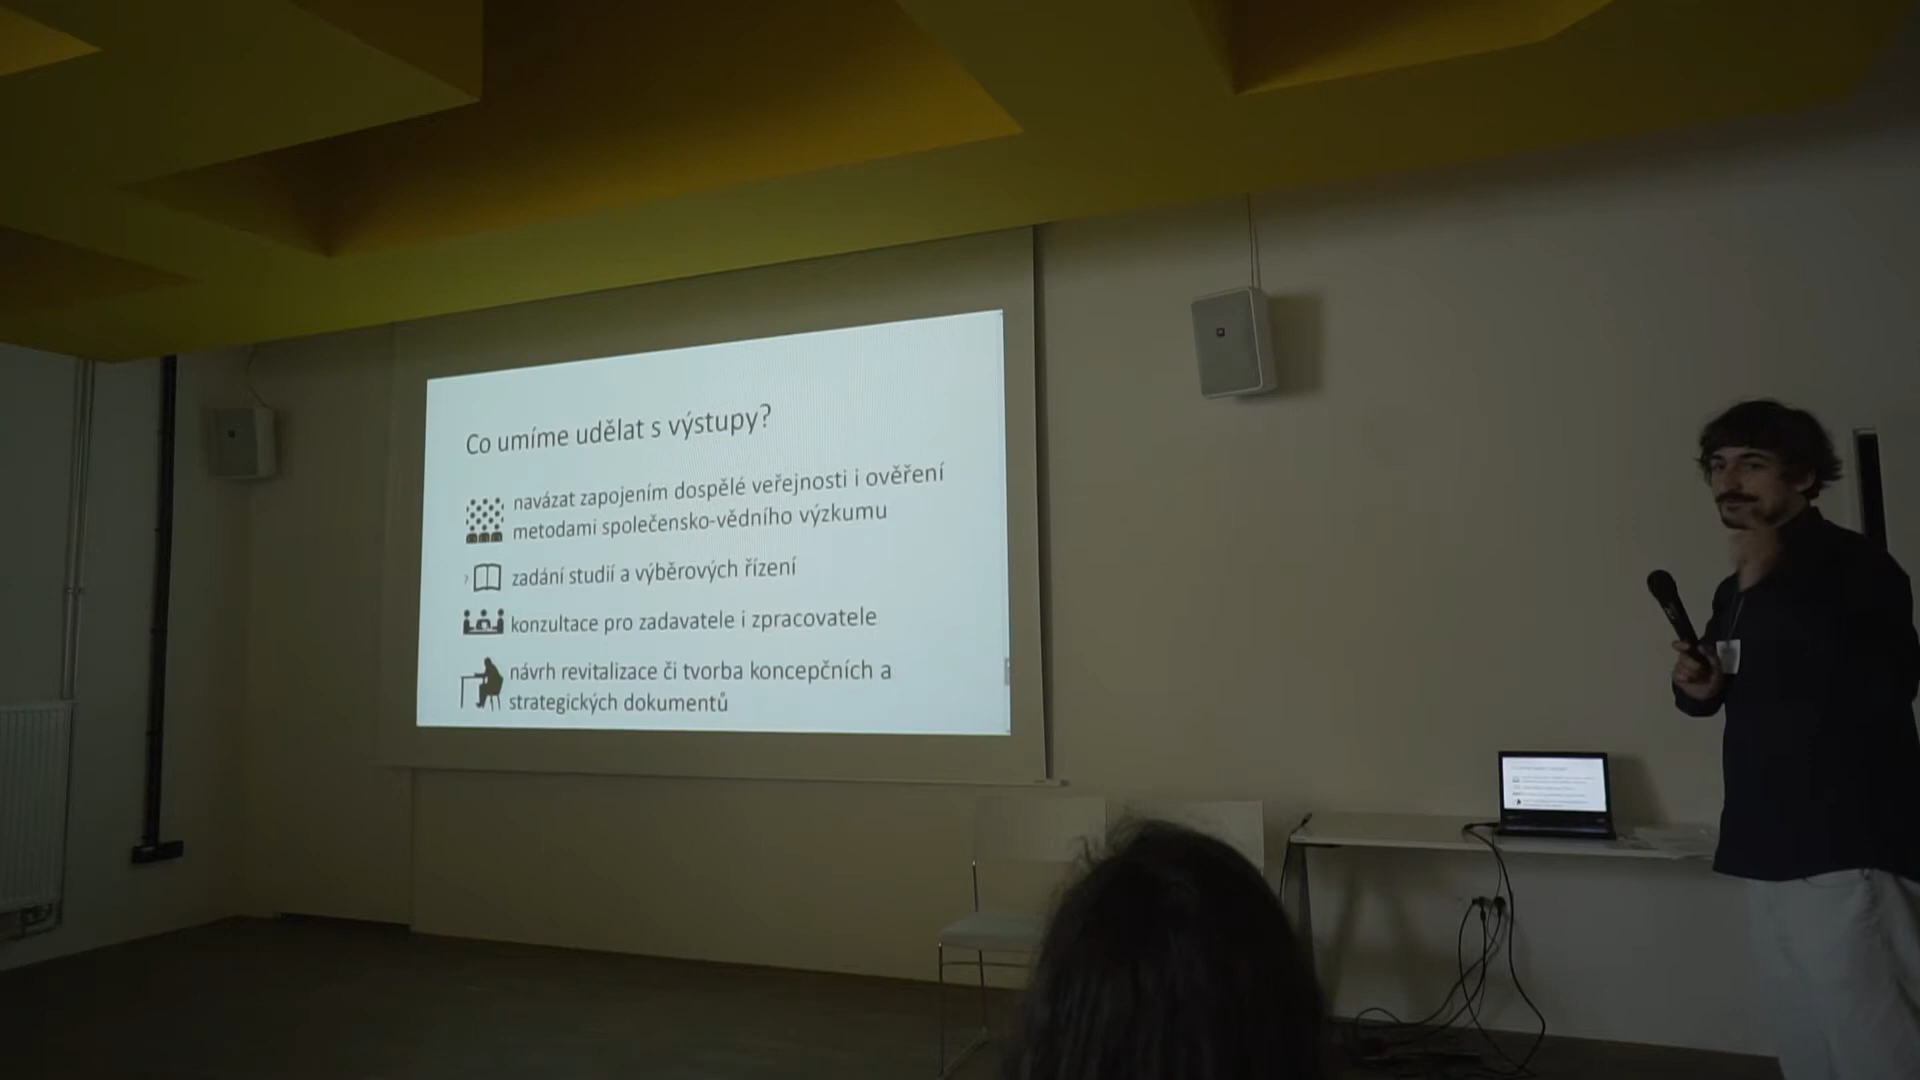 Co umíme udělat s výstupy?
navázat zapojením dospělé veřejnosti i ověření
metodami společensko-vědního výzkumu
? zadání studií a výběrových řízení
konzultace pro zadavatele i zpracovatele
návrh revitalizace či tvorba koncepčních a
strategických dokumentů